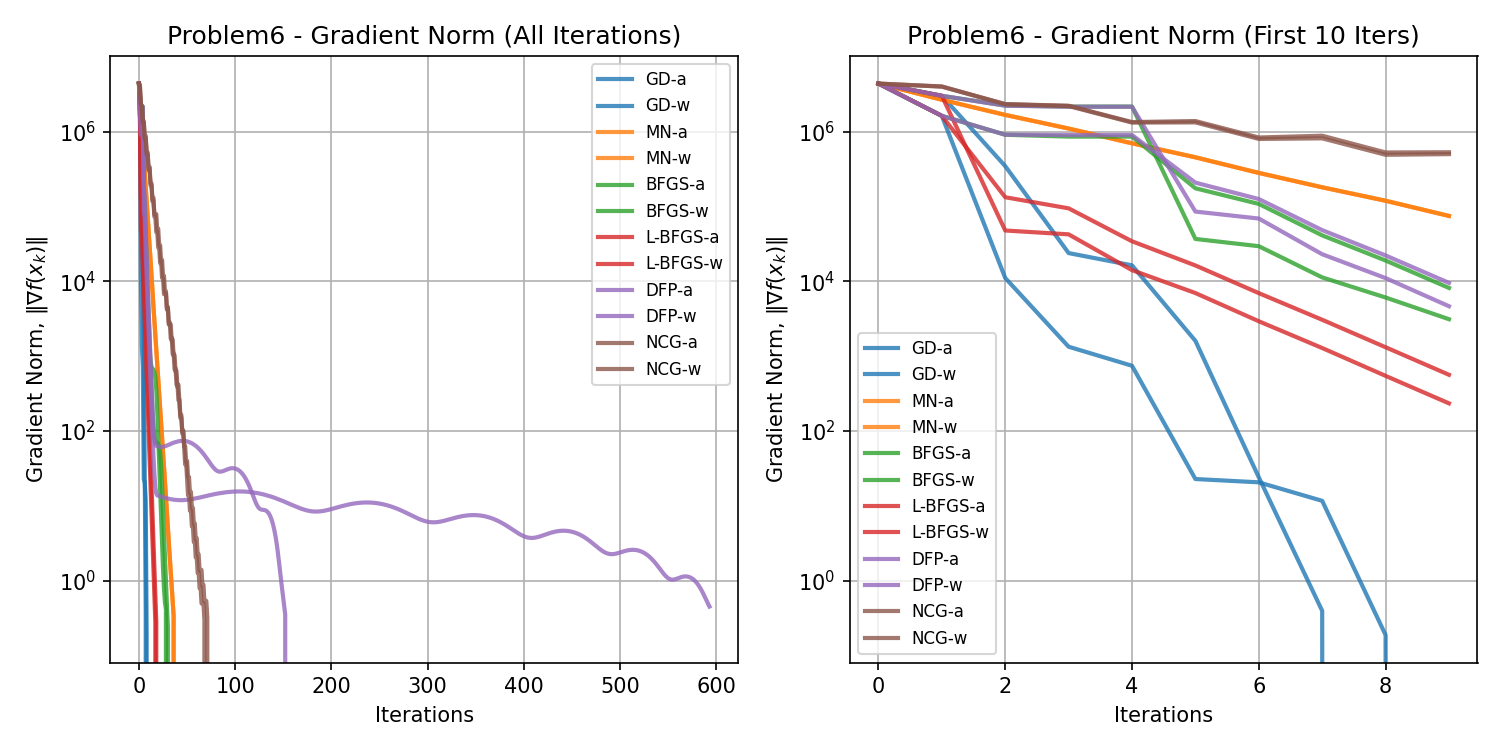 Problem6 - Gradient Norm (All Iterations)
Gradient Norm, ‖∇f(x_k)‖
10^6
10^4
10^2
10^0
0 100 200 300 400 500 600
Iterations
GD-a
GD-w
MN-a
MN-w
BFGS-a
BFGS-w
L-BFGS-a
L-BFGS-w
DFP-a
DFP-w
NCG-a
NCG-w
Problem6 - Gradient Norm (First 10 Iters)
Gradient Norm, ‖∇f(x_k)‖
10^6
10^4
10^2
10^0
0 2 4 6 8
Iterations
GD-a
GD-w
MN-a
MN-w
BFGS-a
BFGS-w
L-BFGS-a
L-BFGS-w
DFP-a
DFP-w
NCG-a
NCG-w